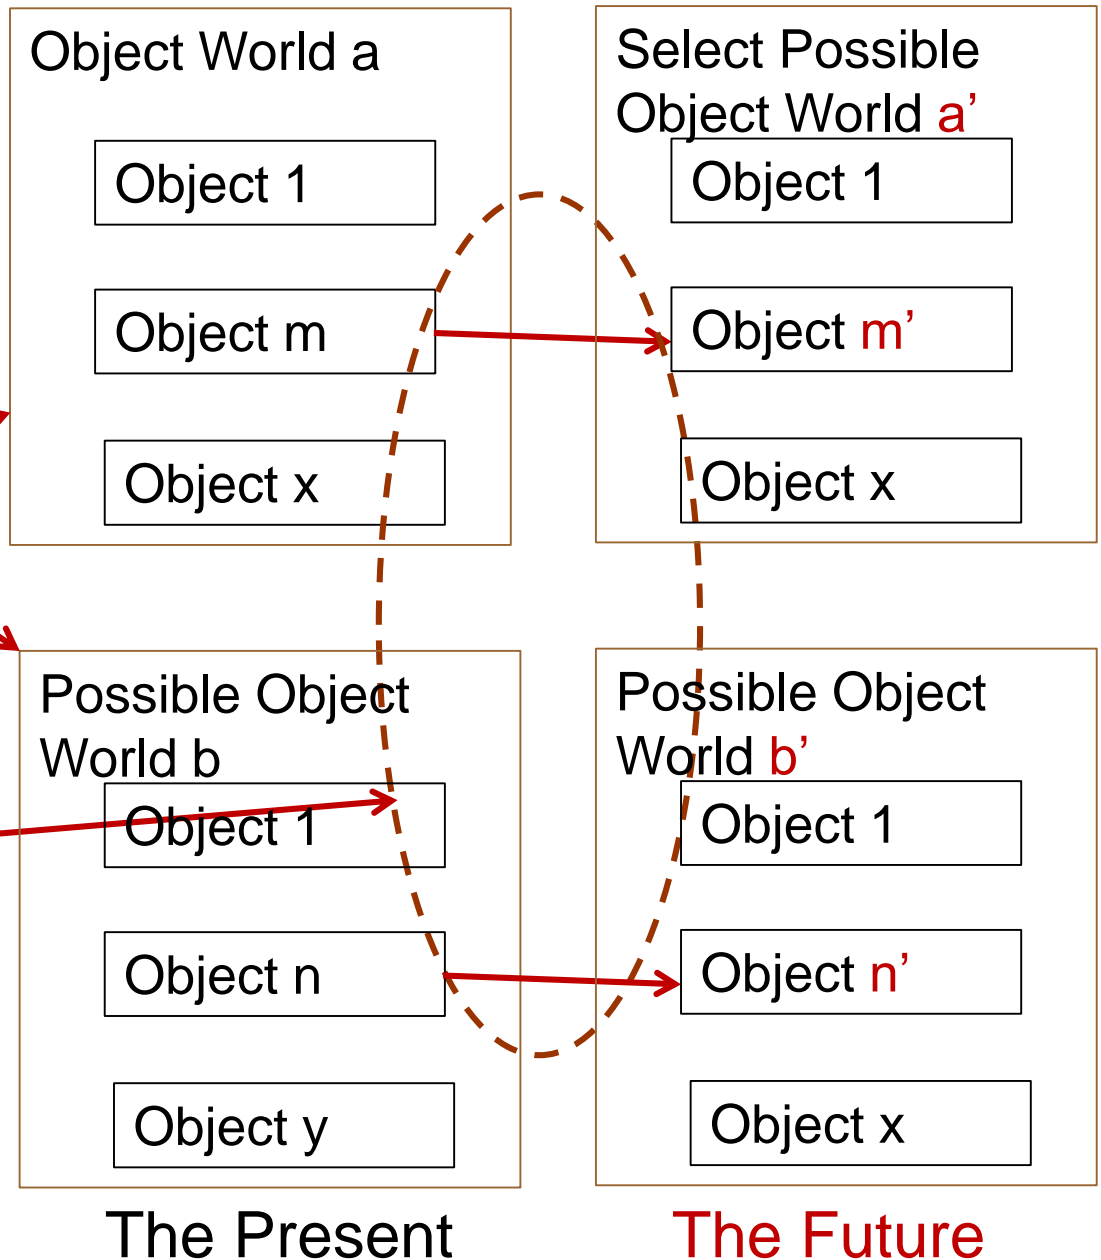 Object World a
Object 1
Object m
Object x
Select Possible
Object World a’
Object 1
Object m’
Object x
Possible Object
World b
Object 1
Object n
Object y
Possible Object
World b’
Object 1
Object n’
Object x
The Present
The Future